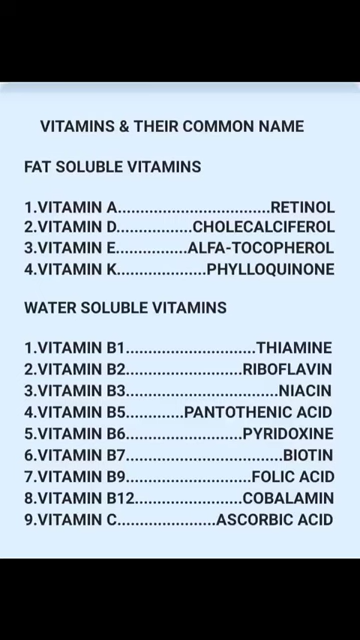 VITAMINS & THEIR COMMON NAME
FAT SOLUBLE VITAMINS
1.VITAMIN A..................................RETINOL
2.VITAMIN D.................CHOLECALCIFEROL
3.VITAMIN E................ALFA-TOCOPHEROL
4.VITAMIN K...................PHYLLOQUINONE
WATER SOLUBLE VITAMINS
1.VITAMIN B1.............................THIAMINE
2.VITAMIN B2..........................RIBOFLAVIN
3.VITAMIN B3..................................NIACIN
4.VITAMIN B5.............PANTOTHENIC ACID
5.VITAMIN B6..........................PYRIDOXINE
6.VITAMIN B7...................................BIOTIN
7.VITAMIN B9............................FOLIC ACID
8.VITAMIN B12........................COBALAMIN
9.VITAMIN C......................ASCORBIC ACID